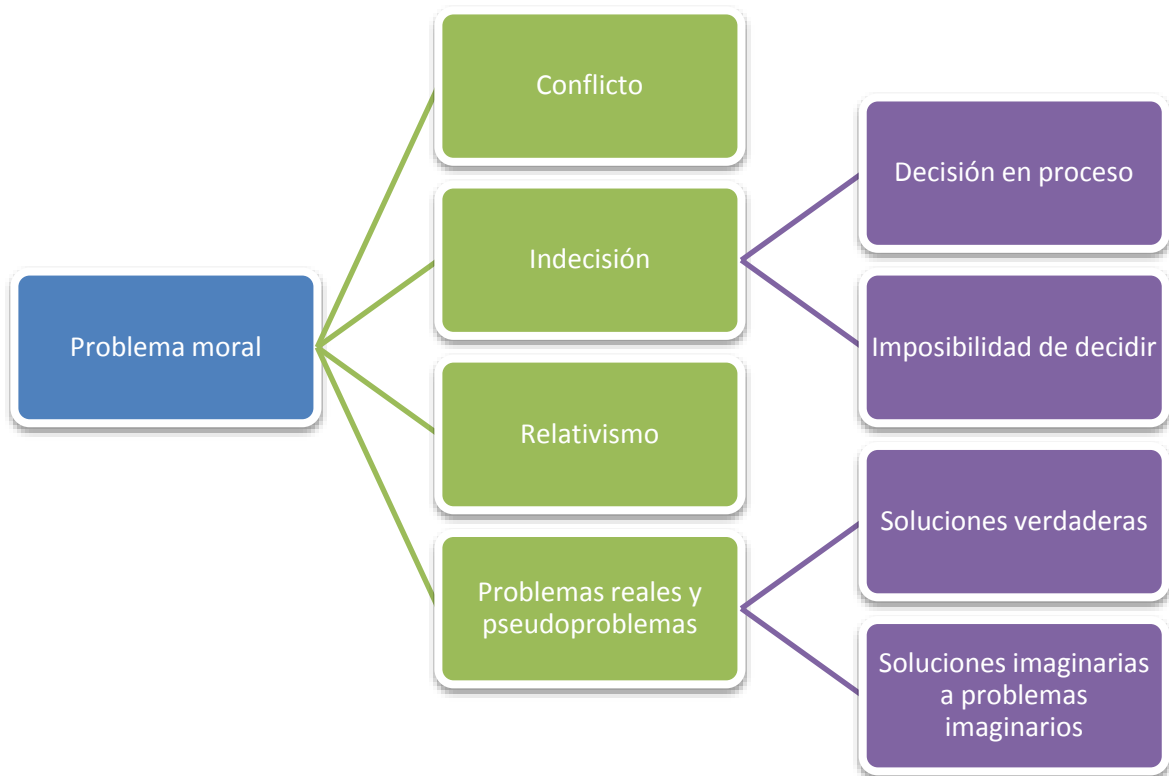 Problema moral
Conflicto
Indecisión
Relativismo
Problemas reales y
pseudoproblemas
Decisión en proceso
Imposibilidad de decidir
Soluciones verdaderas
Soluciones imaginarias
a problemas
imaginarios